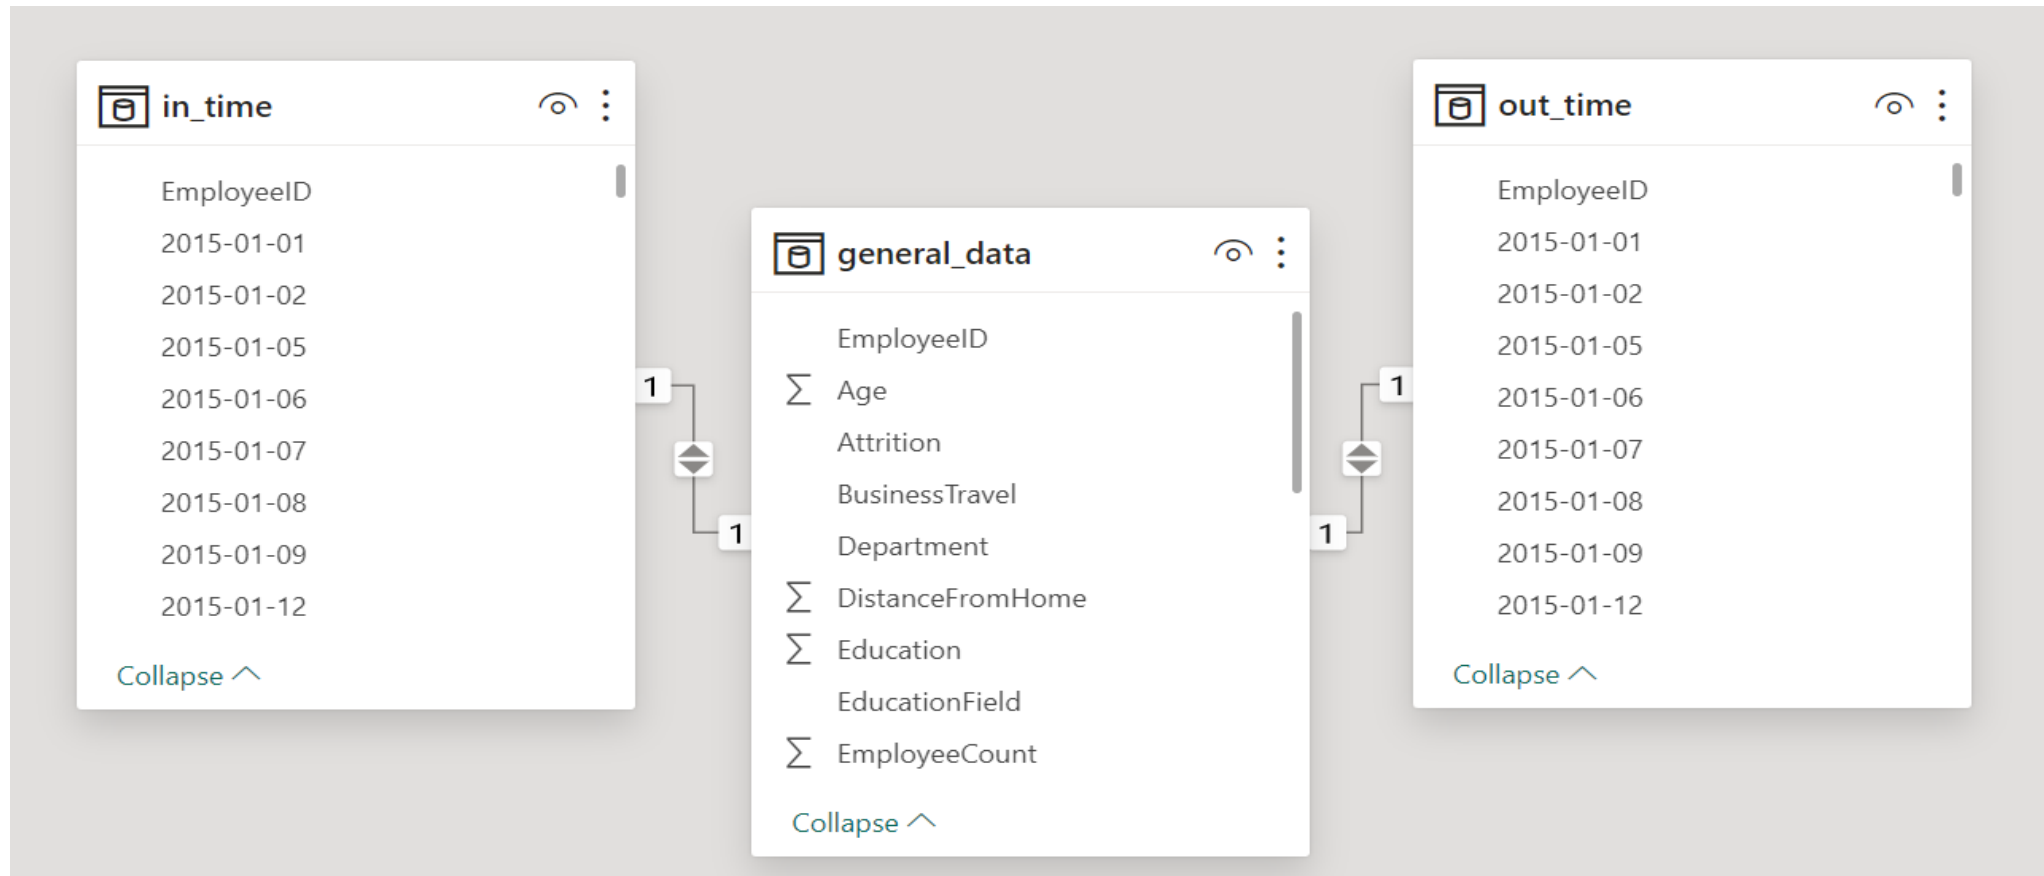 in_time
EmployeeID
2015-01-01
2015-01-02
2015-01-05
2015-01-06
2015-01-07
2015-01-08
2015-01-09
2015-01-12
Collapse
1
1
general_data
EmployeeID
Age
Attrition
BusinessTravel
Department
DistanceFromHome
Education
EducationField
EmployeeCount
Collapse
1
1
out_time
EmployeeID
2015-01-01
2015-01-02
2015-01-05
2015-01-06
2015-01-07
2015-01-08
2015-01-09
2015-01-12
Collapse